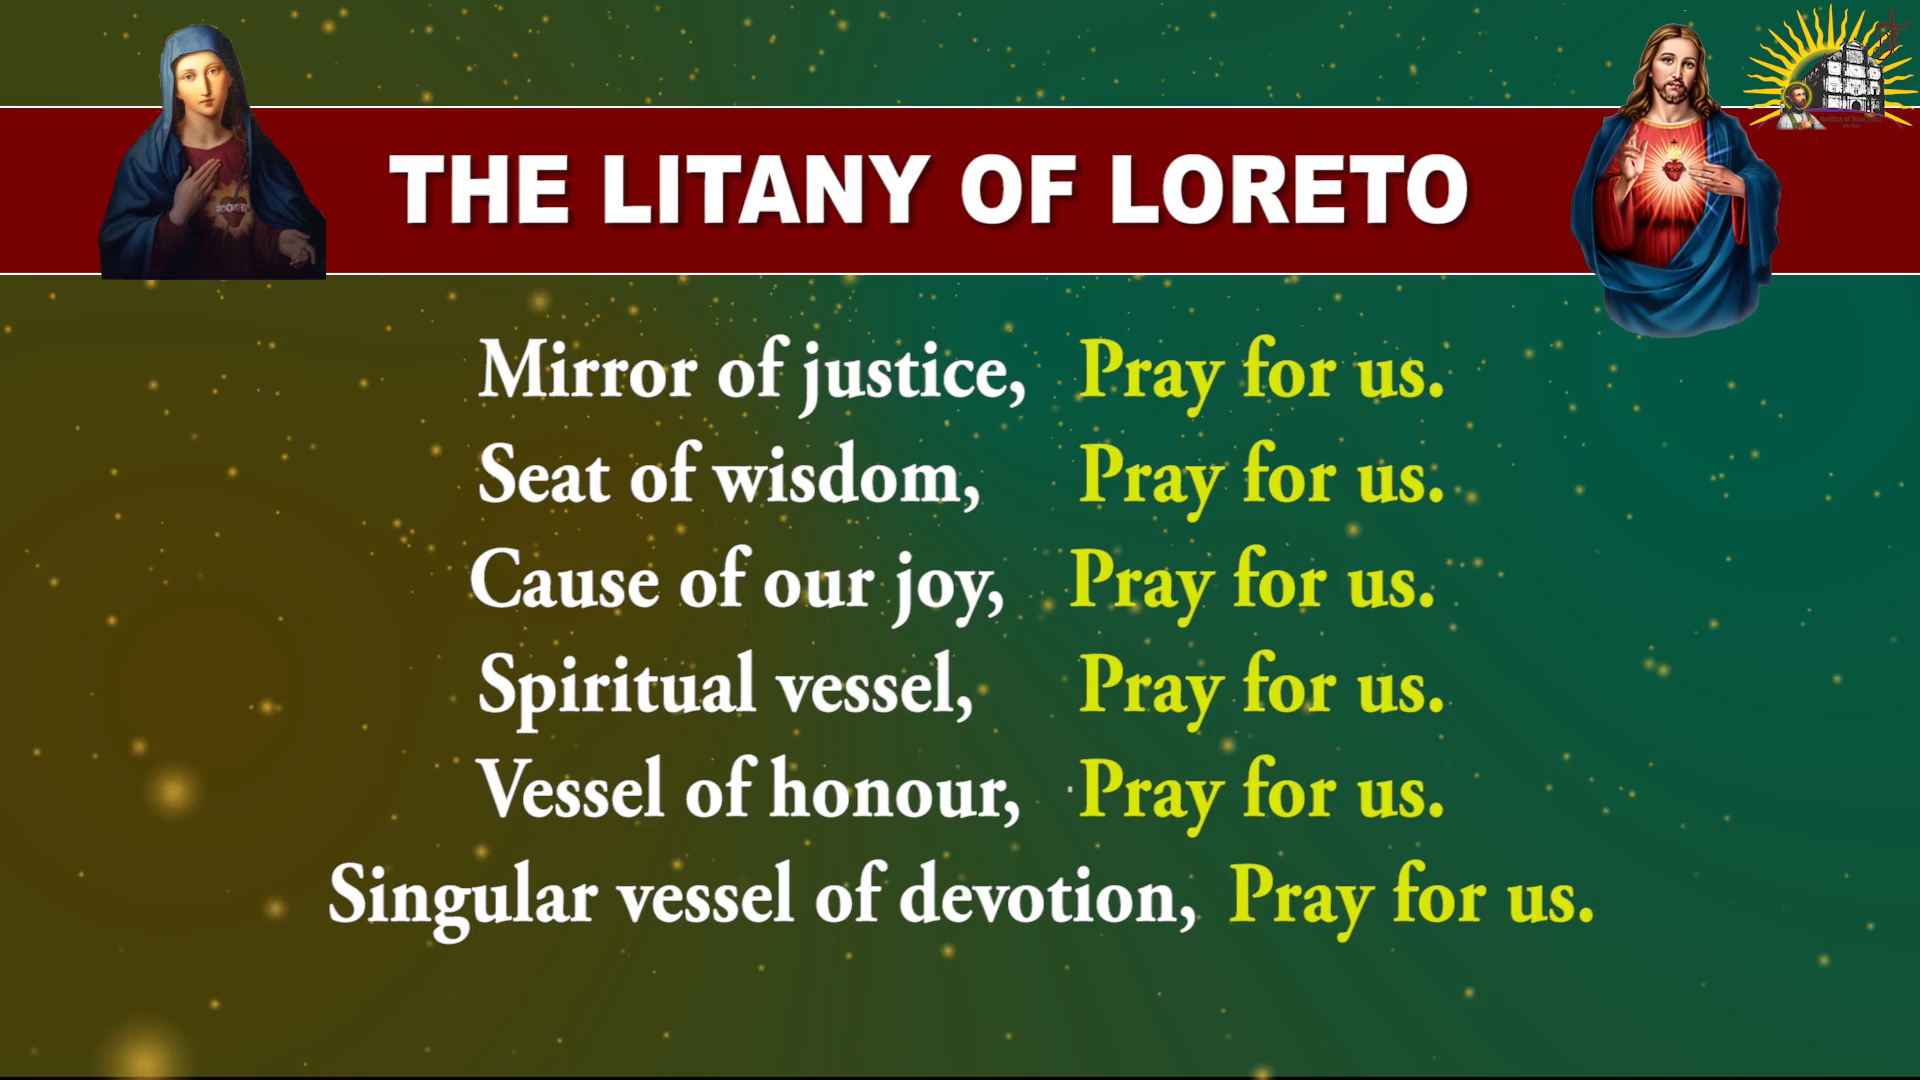 THE LITANY OF LORETO
Mirror of justice, Pray for us.
Seat of wisdom, Pray for us.
Cause of our joy, Pray for us.
Spiritual vessel, Pray for us.
Vessel of honour, Pray for us.
Singular vessel of devotion, Pray for us.